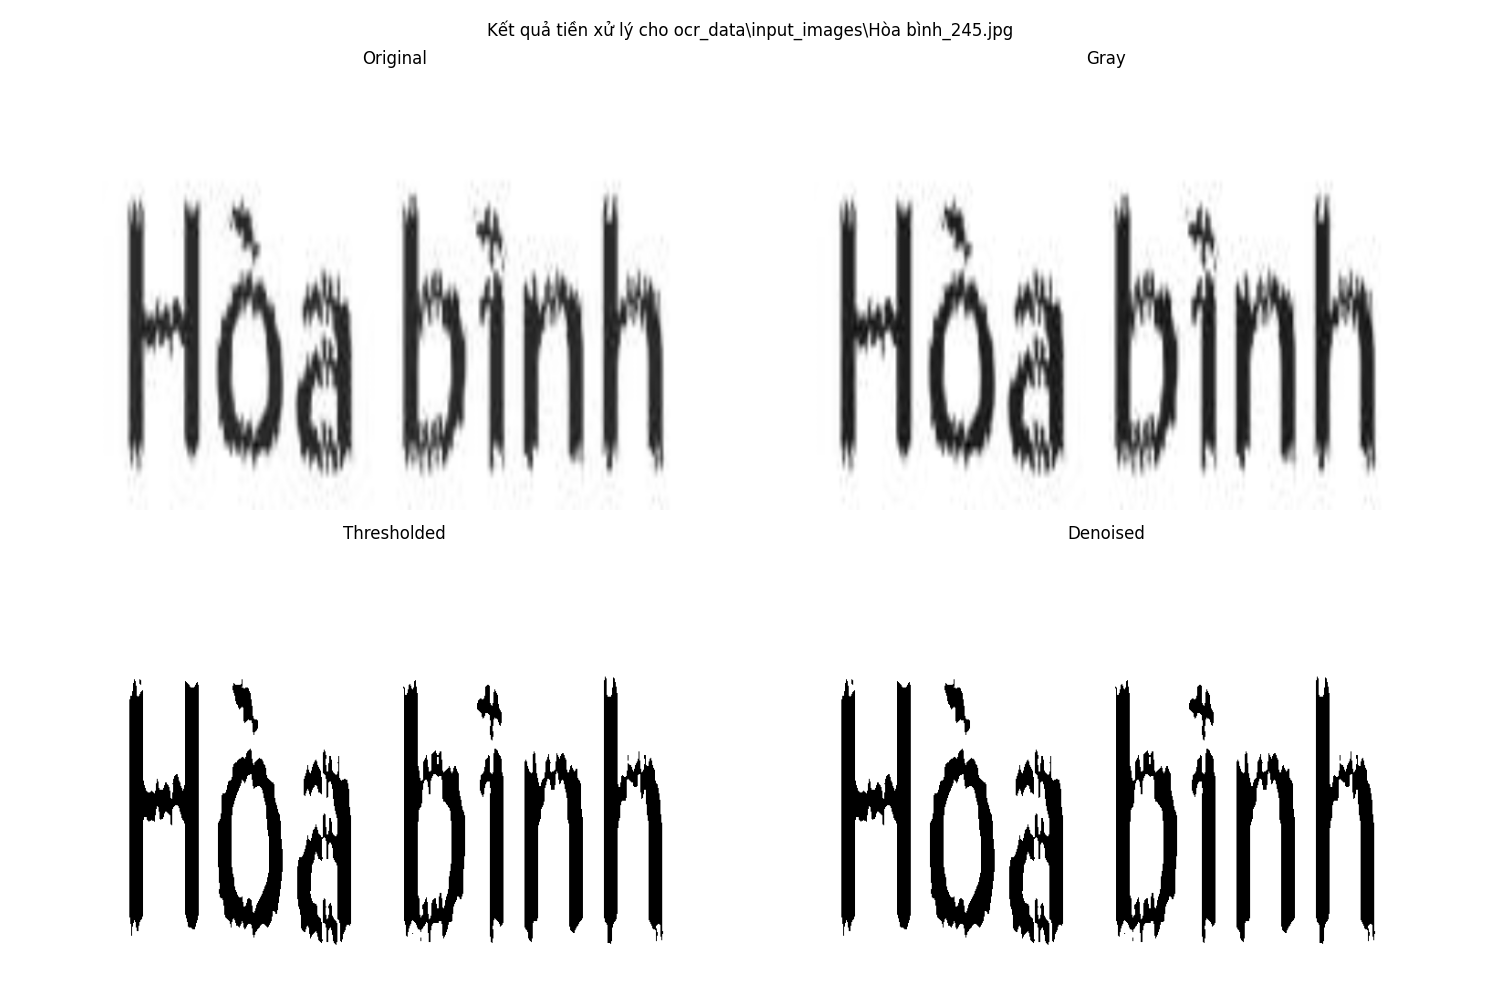 Kết quả tiền xử lý cho ocr_data\input_images\Hòa bình_245.jpg
Original
Gray
Hòa bình
Hòa bình
Thresholded
Denoised
Hòa bình
Hòa bình